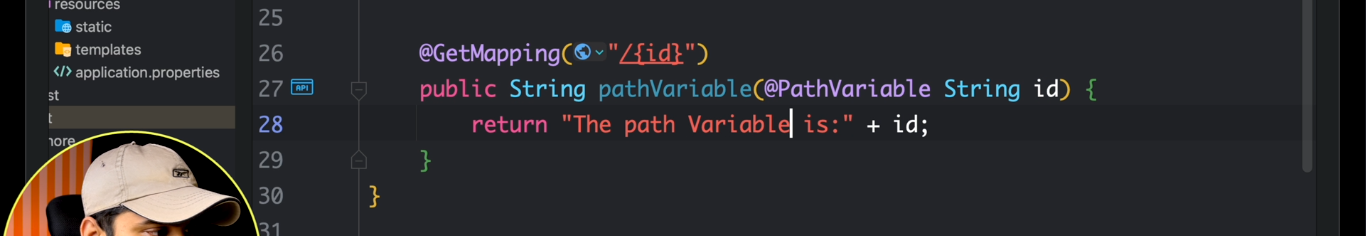 resources
static
templates
application.properties
st
t
nore
25
26 @GetMapping("/{id}")
27 API public String pathVariable(@PathVariable String id) {
28 return "The path Variable is:" + id;
29 }
30 }
31